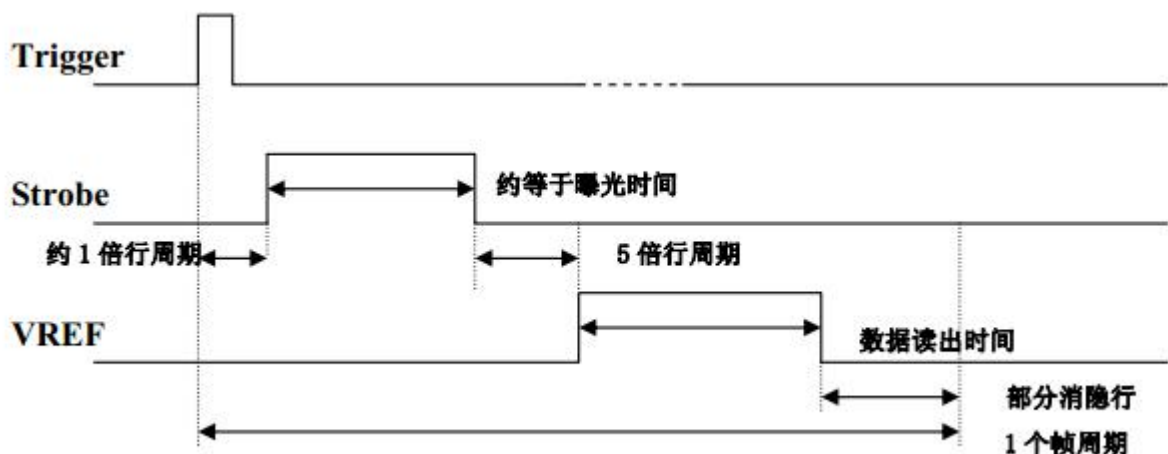 Trigger
Strobe
约等于曝光时间
约 1 倍行周期
5 倍行周期
VREF
数据读出时间
部分消隐行
1 个帧周期